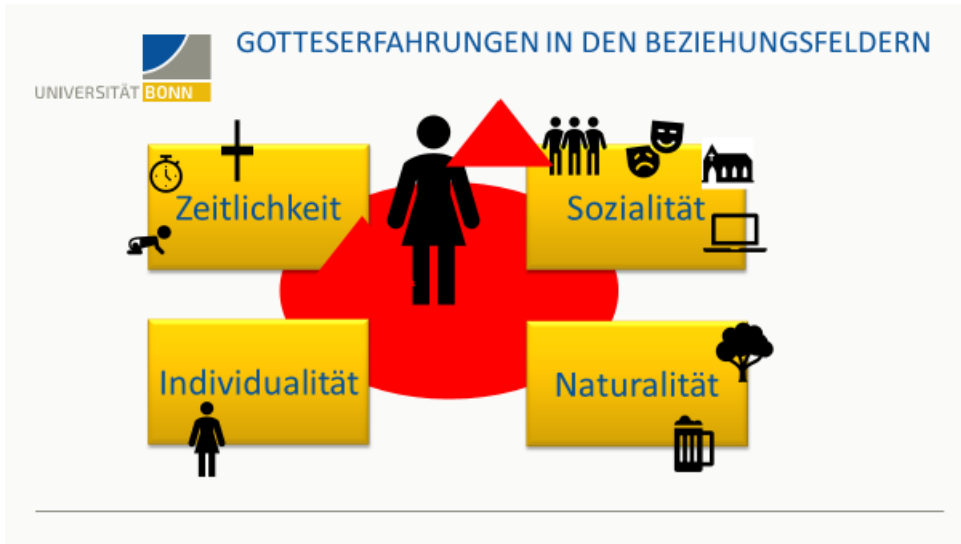 GOTTESERFAHRUNGEN IN DEN BEZIEHUNGSFELDERN
UNIVERSITÄT BONN
Zeitlichkeit
Sozialität
Individualität
Naturalität